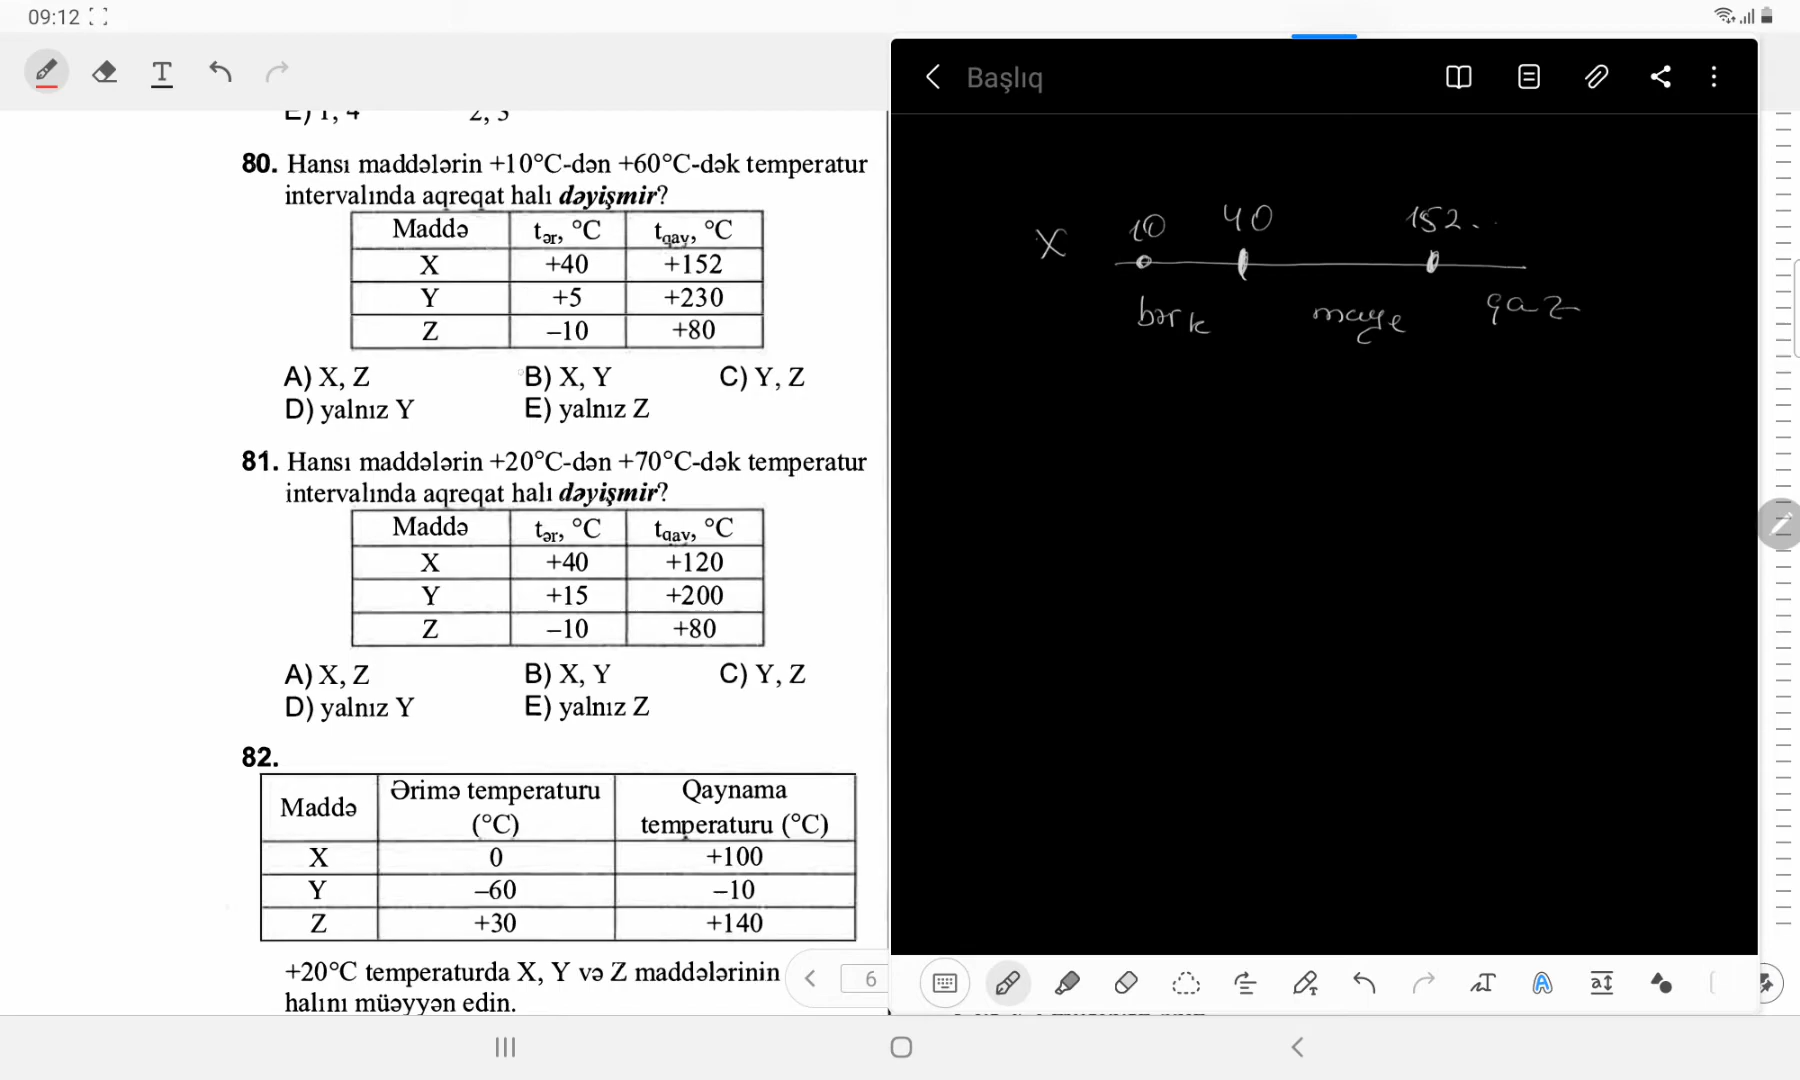 09:12
Başlıq
E) 1, 4 2, 3
80. Hansı maddələrin +10°C-dən +60°C-dək temperatur
intervalında aqreqat halı dəyişmir?
Maddə tər, °C tqay, °C
X +40 +152
Y +5 +230
Z –10 +80
A) X, Z B) X, Y C) Y, Z
D) yalnız Y E) yalnız Z
81. Hansı maddələrin +20°C-dən +70°C-dək temperatur
intervalında aqreqat halı dəyişmir?
Maddə tər, °C tqay, °C
X +40 +120
Y +15 +200
Z –10 +80
A) X, Z B) X, Y C) Y, Z
D) yalnız Y E) yalnız Z
82.
Maddə Ərimə temperaturu (°C) Qaynama temperaturu (°C)
X 0 +100
Y –60 –10
Z +30 +140
+20°C temperaturda X, Y və Z maddələrinin
halını müəyyən edin.
6
X 10 40 152
bərk maye qaz